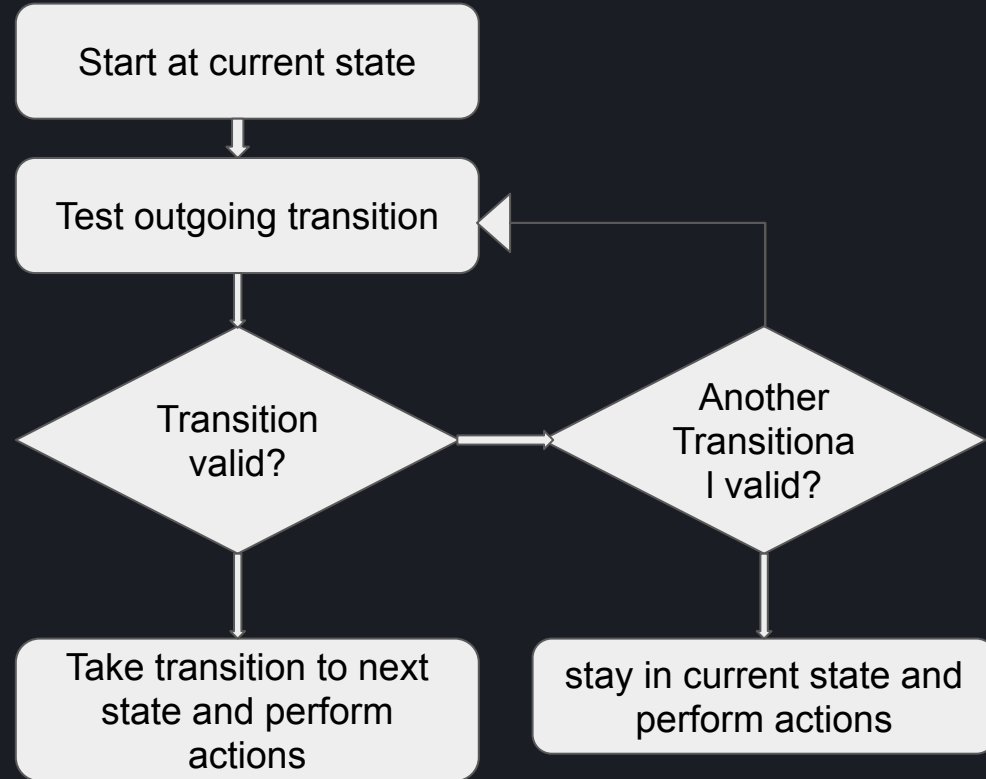 Start at current state
Test outgoing transition
Transition
valid?
Another
Transitiona
l valid?
Take transition to next
state and perform
actions
stay in current state and
perform actions